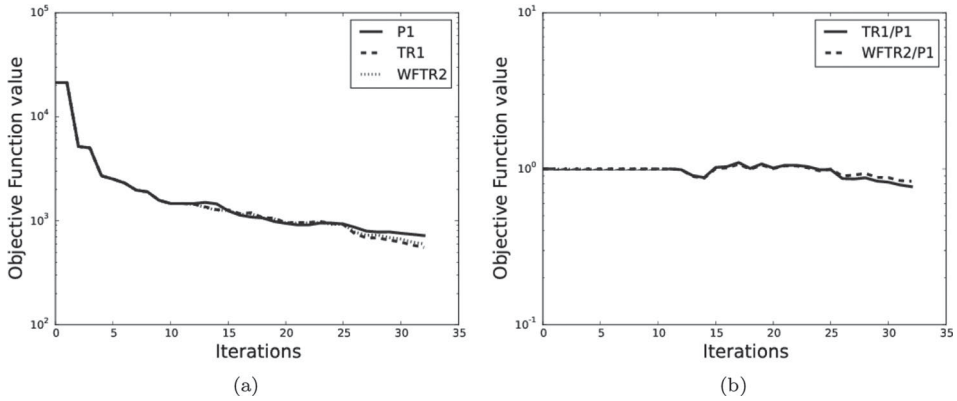 10^5
10^4
10^3
10^2
Objective Function value
P1
TR1
WFTR2
0 5 10 15 20 25 30 35
Iterations
(a)
10^1
10^0
10^-1
Objective Function value
TR1/P1
WFTR2/P1
0 5 10 15 20 25 30 35
Iterations
(b)